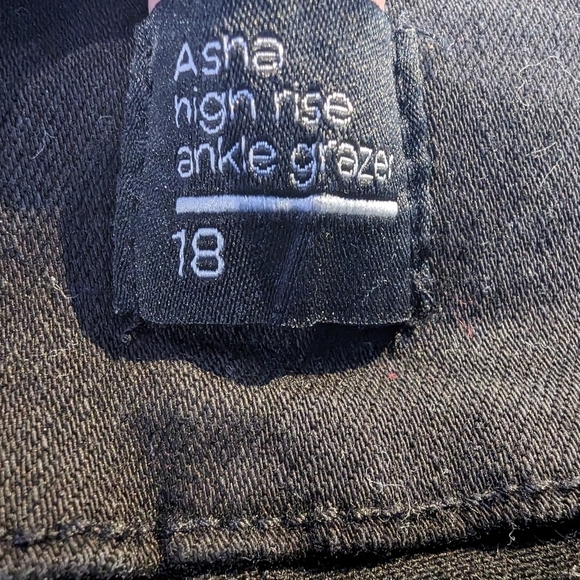 Asha
high rise
ankle grazer
18